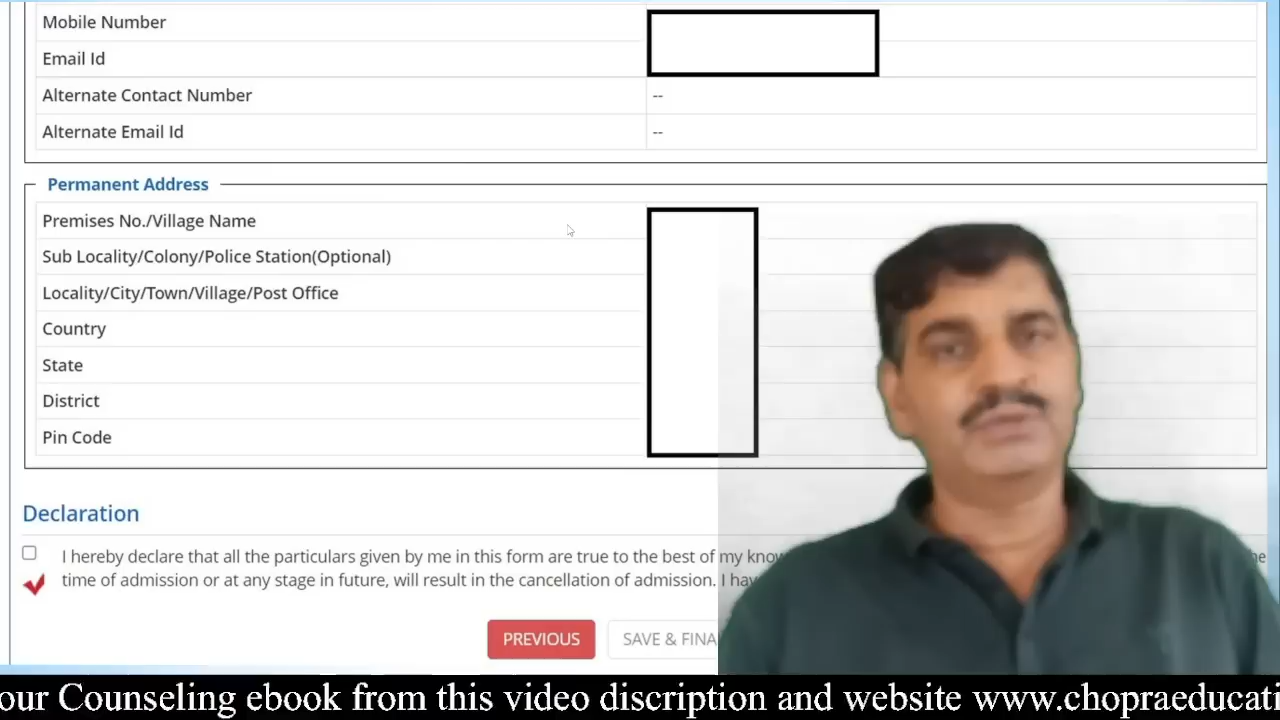 Mobile Number
Email Id
Alternate Contact Number --
Alternate Email Id --
Permanent Address
Premises No./Village Name
Sub Locality/Colony/Police Station(Optional)
Locality/City/Town/Village/Post Office
Country
State
District
Pin Code
Declaration
I hereby declare that all the particulars given by me in this form are true to the best of my
time of admission or at any stage in future, will result in the cancellation of admission. I
PREVIOUS SAVE &
our Counseling ebook from this video discription and website www.chopraeducati